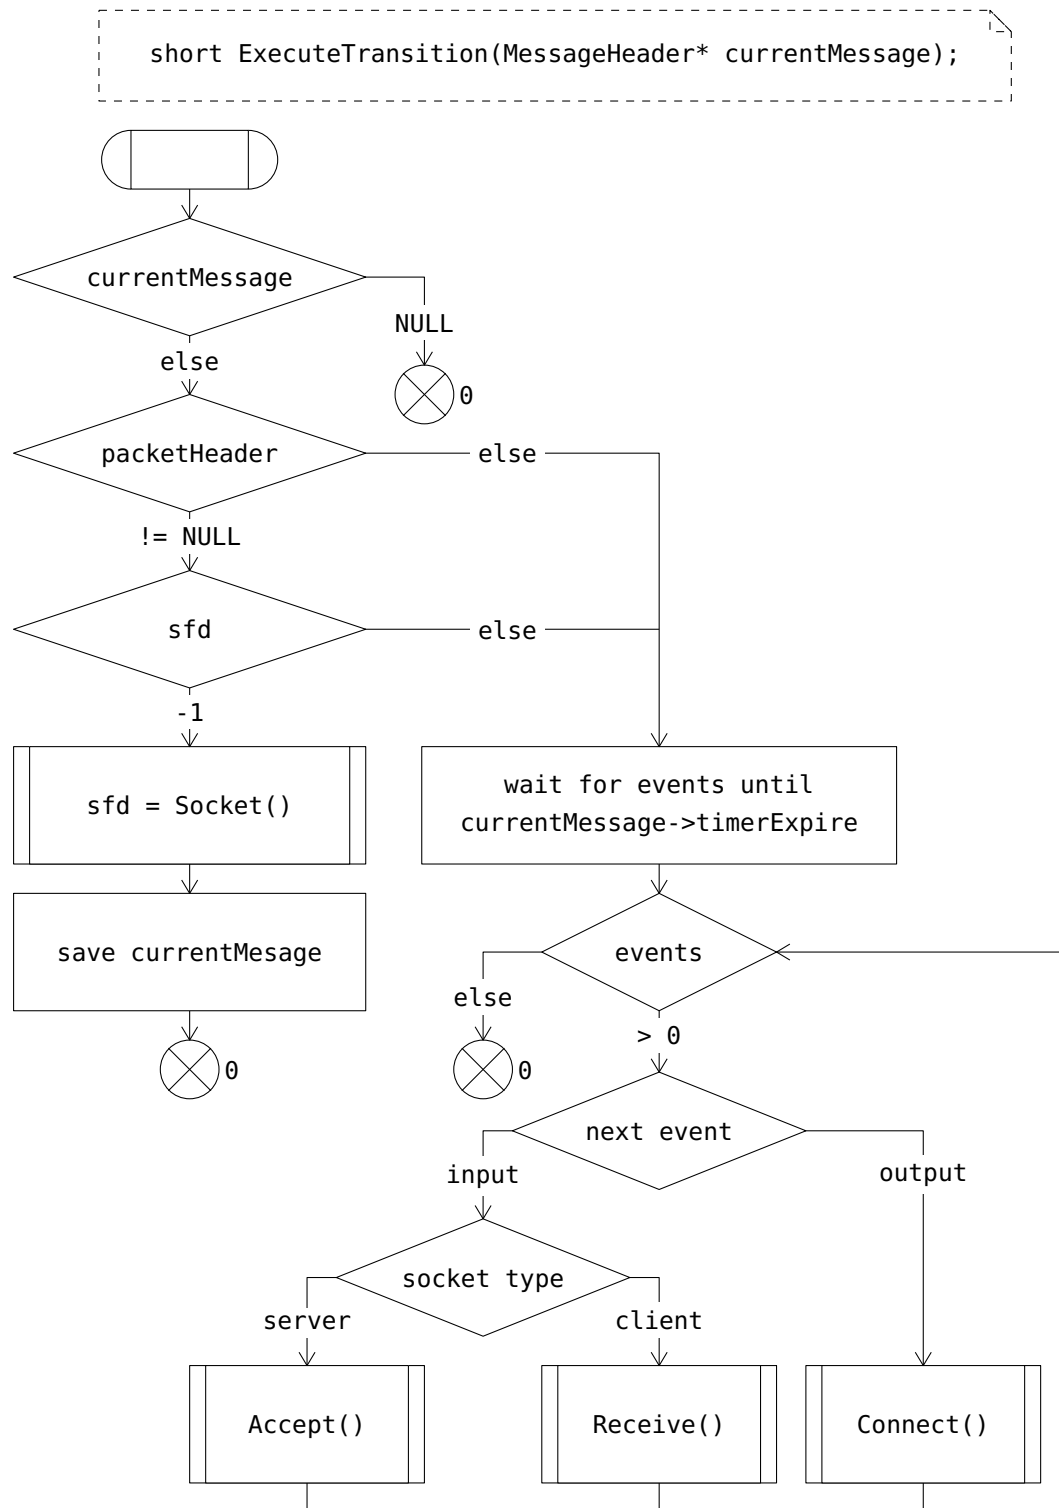 short ExecuteTransition(MessageHeader* currentMessage);
currentMessage
NULL
else
0
packetHeader
else
!= NULL
sfd
else
-1
sfd = Socket()
wait for events until
currentMessage->timerExpire
save currentMesage
events
else
> 0
0
0
next event
input
output
socket type
server
client
Accept()
Receive()
Connect()